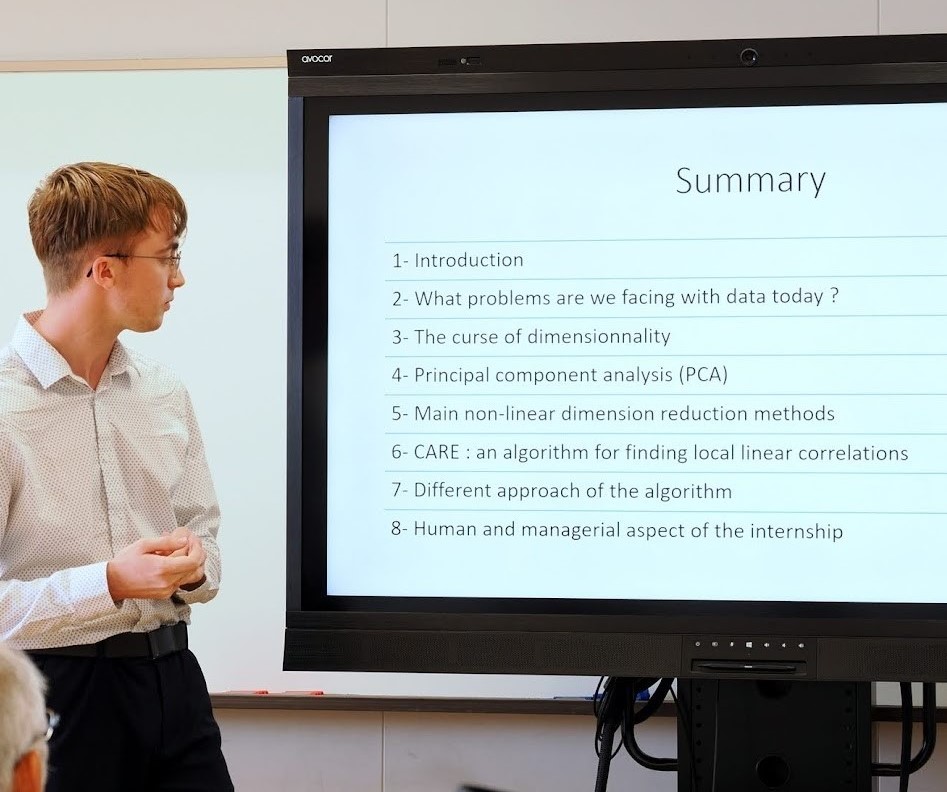 avocor
Summary
1- Introduction
2- What problems are we facing with data today ?
3- The curse of dimensionnality
4- Principal component analysis (PCA)
5- Main non-linear dimension reduction methods
6- CARE : an algorithm for finding local linear correlations
7- Different approach of the algorithm
8- Human and managerial aspect of the internship